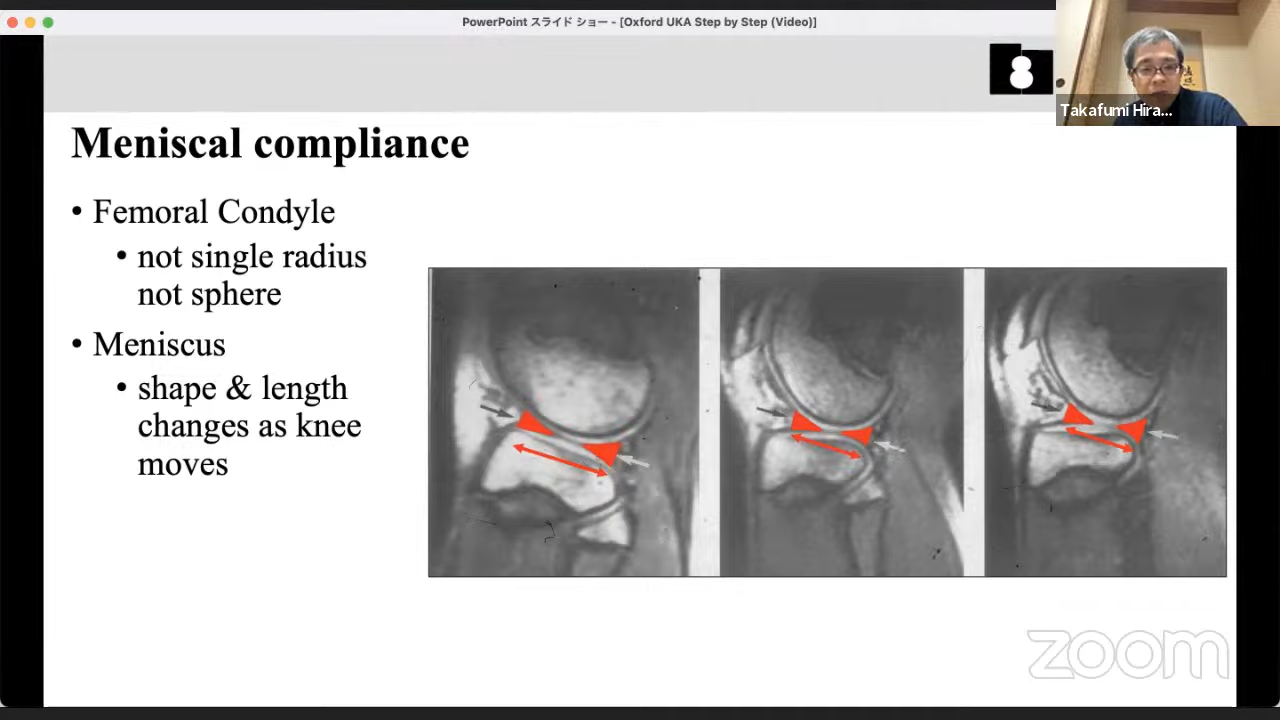 PowerPoint スライド ショー - [Oxford UKA Step by Step (Video)]
Takafumi Hira...
Meniscal compliance
• Femoral Condyle
• not single radius
not sphere
• Meniscus
• shape & length
changes as knee
moves
zoom